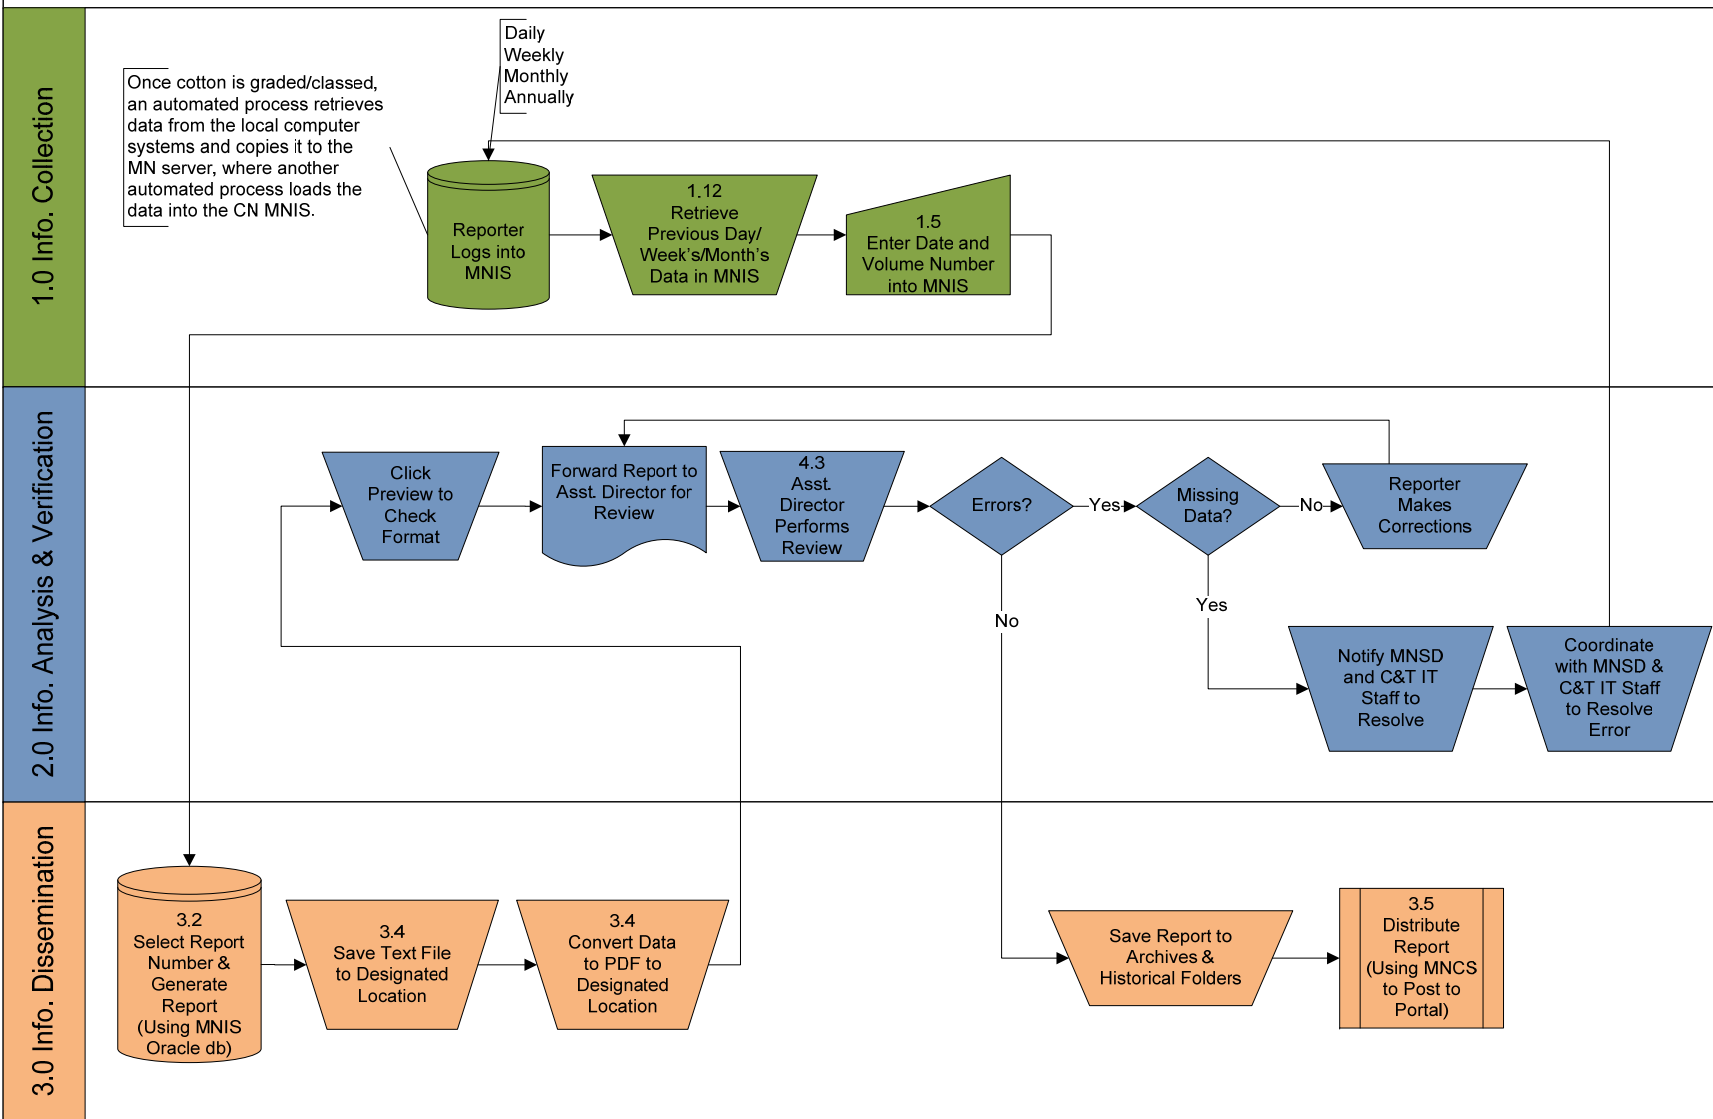 1.0 Info. Collection
Once cotton is graded/classed,
an automated process retrieves
data from the local computer
systems and copies it to the
MN server, where another
automated process loads the
data into the CN MNIS.
Daily
Weekly
Monthly
Annually
Reporter
Logs into
MNIS
1.12
Retrieve
Previous Day/
Week's/Month's
Data in MNIS
1.5
Enter Date and
Volume Number
into MNIS
2.0 Info. Analysis & Verification
Click
Preview to
Check
Format
Forward Report to
Asst. Director for
Review
4.3
Asst.
Director
Performs
Review
Errors?
Yes
Missing
Data?
No
Reporter
Makes
Corrections
No
Yes
Notify MNSD
and C&T IT
Staff to
Resolve
Coordinate
with MNSD &
C&T IT Staff
to Resolve
Error
3.0 Info. Dissemination
3.2
Select Report
Number &
Generate
Report
(Using MNIS
Oracle db)
3.4
Save Text File
to Designated
Location
3.4
Convert Data
to PDF to
Designated
Location
Save Report to
Archives &
Historical Folders
3.5
Distribute
Report
(Using MNCS
to Post to
Portal)